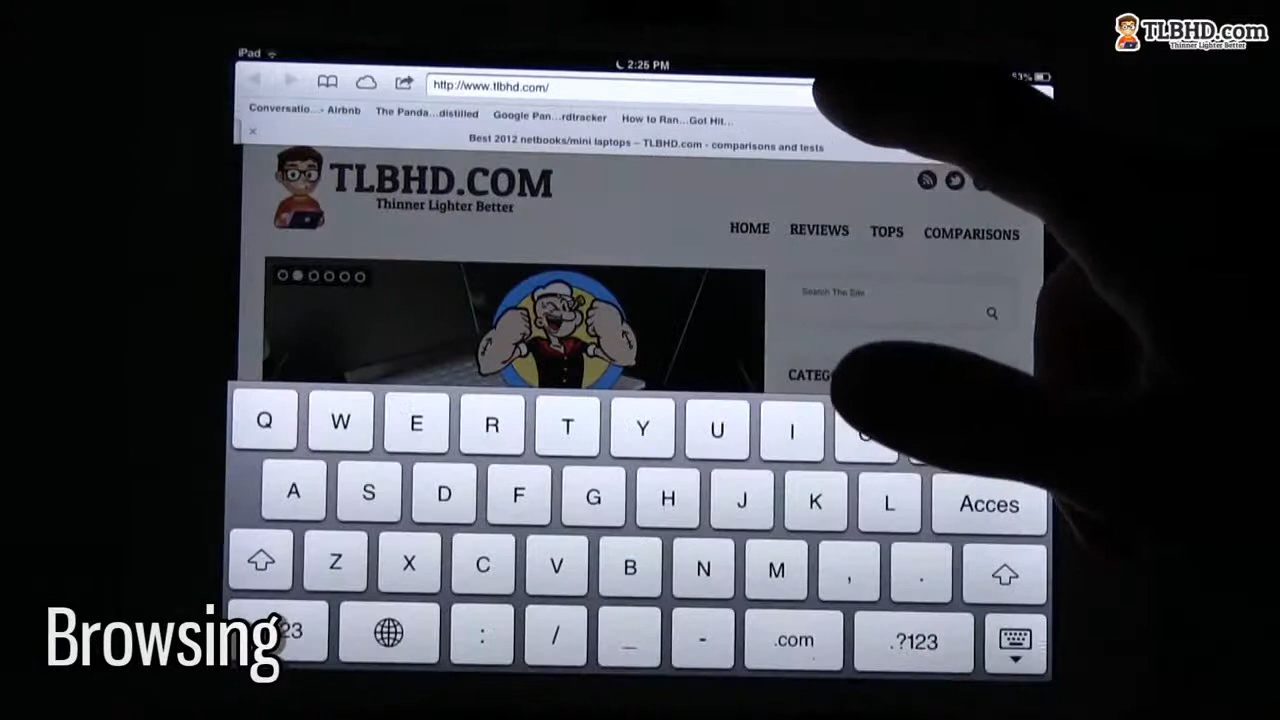 TLBHD.com
Thinner Lighter Better
iPad
2:25 PM
http://www.tlbhd.com/
Conversatio...- Airbnb The Panda...distilled Google Pan...rdtracker How to Ran...Got Hit...
Best 2012 netbooks/mini laptops – TLBHD.com - comparisons and tests
TLBHD.COM
Thinner Lighter Better
HOME REVIEWS TOPS COMPARISONS
Search The Site
CATEG
Q W E R T Y U I
A S D F G H J K L Acces
Z X C V B N M , .
23 : / _ - .com .?123
Browsing